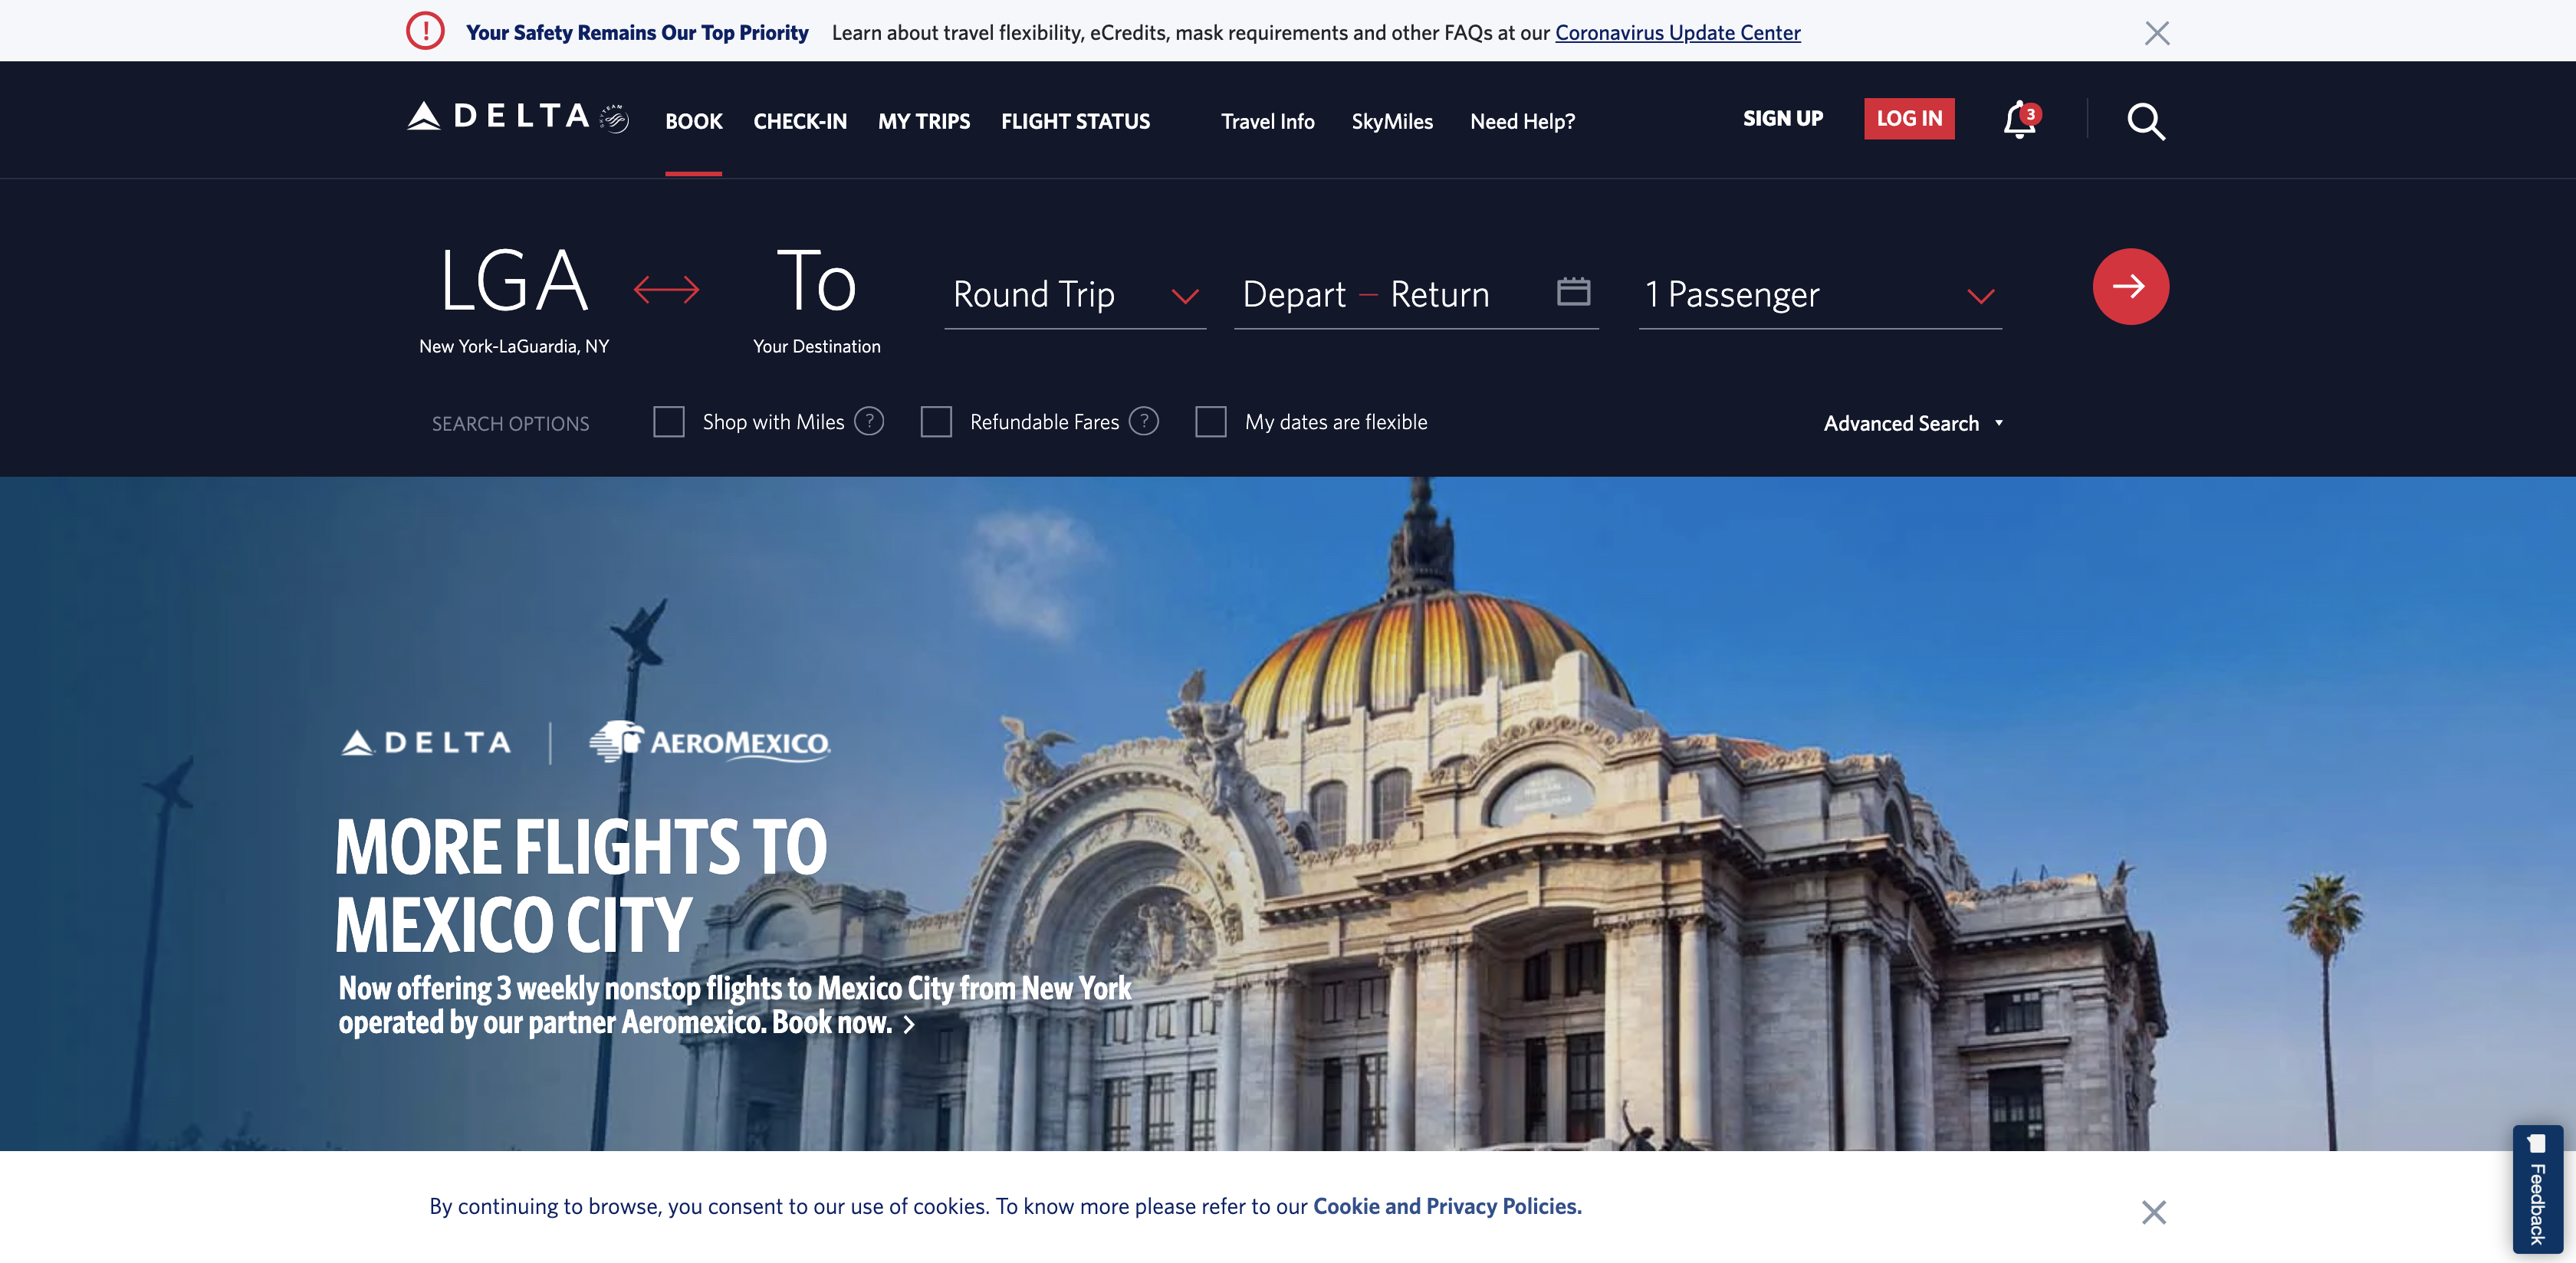 Your Safety Remains Our Top Priority Learn about travel flexibility, eCredits, mask requirements and other FAQs at our Coronavirus Update Center
DELTA BOOK CHECK-IN MY TRIPS FLIGHT STATUS Travel Info SkyMiles Need Help? SIGN UP LOG IN 3
LGA To Round Trip Depart – Return 1 Passenger
New York-LaGuardia, NY Your Destination
SEARCH OPTIONS Shop with Miles ? Refundable Fares ? My dates are flexible Advanced Search
DELTA AEROMEXICO
MORE FLIGHTS TO
MEXICO CITY
Now offering 3 weekly nonstop flights to Mexico City from New York
operated by our partner Aeromexico. Book now.
By continuing to browse, you consent to our use of cookies. To know more please refer to our Cookie and Privacy Policies.
Feedback